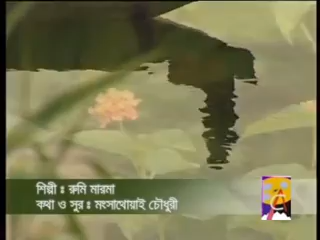 শিল্পী ঃ রুমি মারমা
কথা ও সুর ঃ মংসাথোয়াই চৌধুরী